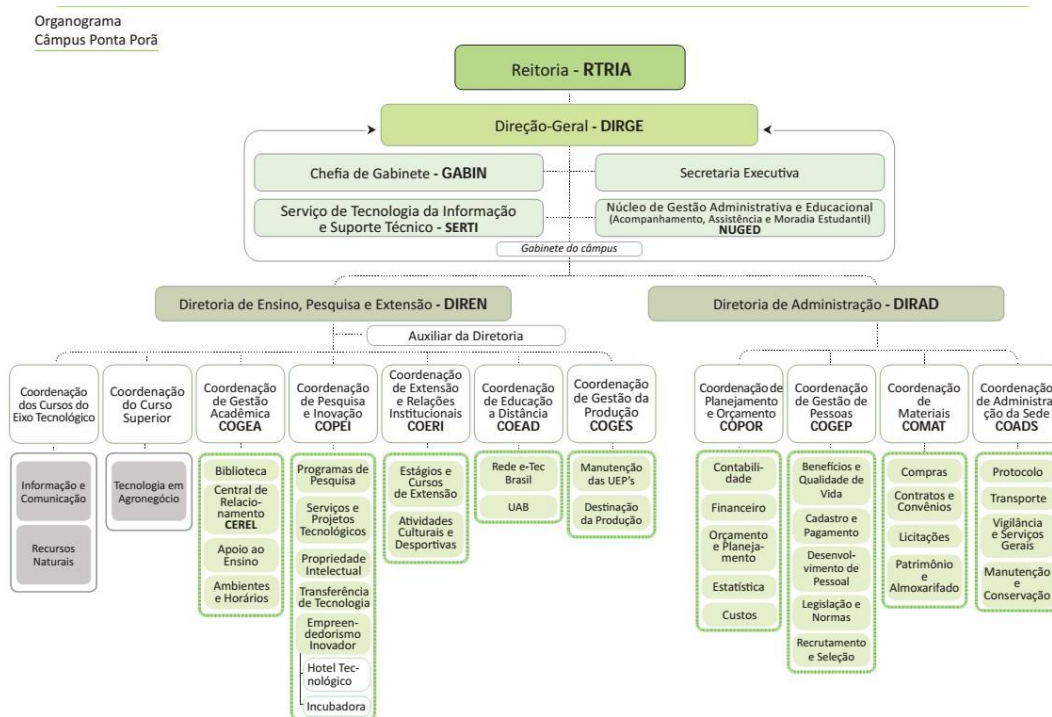 Organograma
Câmpus Ponta Porã
Reitoria - RTRIA
Direção-Geral - DIRGE
Chefia de Gabinete - GABIN
Secretaria Executiva
Serviço de Tecnologia da Informação
e Suporte Técnico - SERTI
Núcleo de Gestão Administrativa e Educacional
(Acompanhamento, Assistência e Moradia Estudantil)
NUGED
Gabinete do câmpus
Diretoria de Ensino, Pesquisa e Extensão - DIREN
Diretoria de Administração - DIRAD
Auxiliar da Diretoria
Coordenação
dos Cursos do
Eixo Tecnológico
Informação e
Comunicação
Recursos
Naturais
Coordenação
do Curso
Superior
Tecnologia em
Agronegócio
Coordenação
de Gestão
Acadêmica
COGEA
Biblioteca
Central de
Relacio-
namento
CEREL
Apoio ao
Ensino
Ambientes
e Horários
Coordenação
de Pesquisa
e Inovação
COPEI
Programas de
Pesquisa
Serviços e
Projetos
Tecnológicos
Propriedade
Intelectual
Transferência
de Tecnologia
Empreen-
dedorismo
Inovador
Hotel Tec-
nológico
Incubadora
Coordenação
de Extensão
e Relações
Institucionais
COERI
Estágios e
Cursos
de Extensão
Atividades
Culturais e
Desportivas
Coordenação
de Educação
a Distância
COEAD
Rede e-Tec
Brasil
UAB
Coordenação
de Gestão da
Produção
COGES
Manutenção
das UEP's
Destinação
da Produção
Coordenação de
Planejamento
e Orçamento
COPOR
Contabili-
dade
Financeiro
Orçamento
e Planeja-
mento
Estatística
Custos
Coordenação
de Gestão de
Pessoas
COGEP
Benefícios e
Qualidade de
Vida
Cadastro e
Pagamento
Desenvol-
vimento de
Pessoal
Legislação e
Normas
Recrutamento
e Seleção
Coordenação
de
Materiais
COMAT
Compras
Contratos e
Convênios
Licitações
Patrimônio e
Almoxarifado
Coordenação
de Administra-
ção da Sede
COADS
Protocolo
Transporte
Vigilância
e Serviços
Gerais
Manutenção
e
Conservação